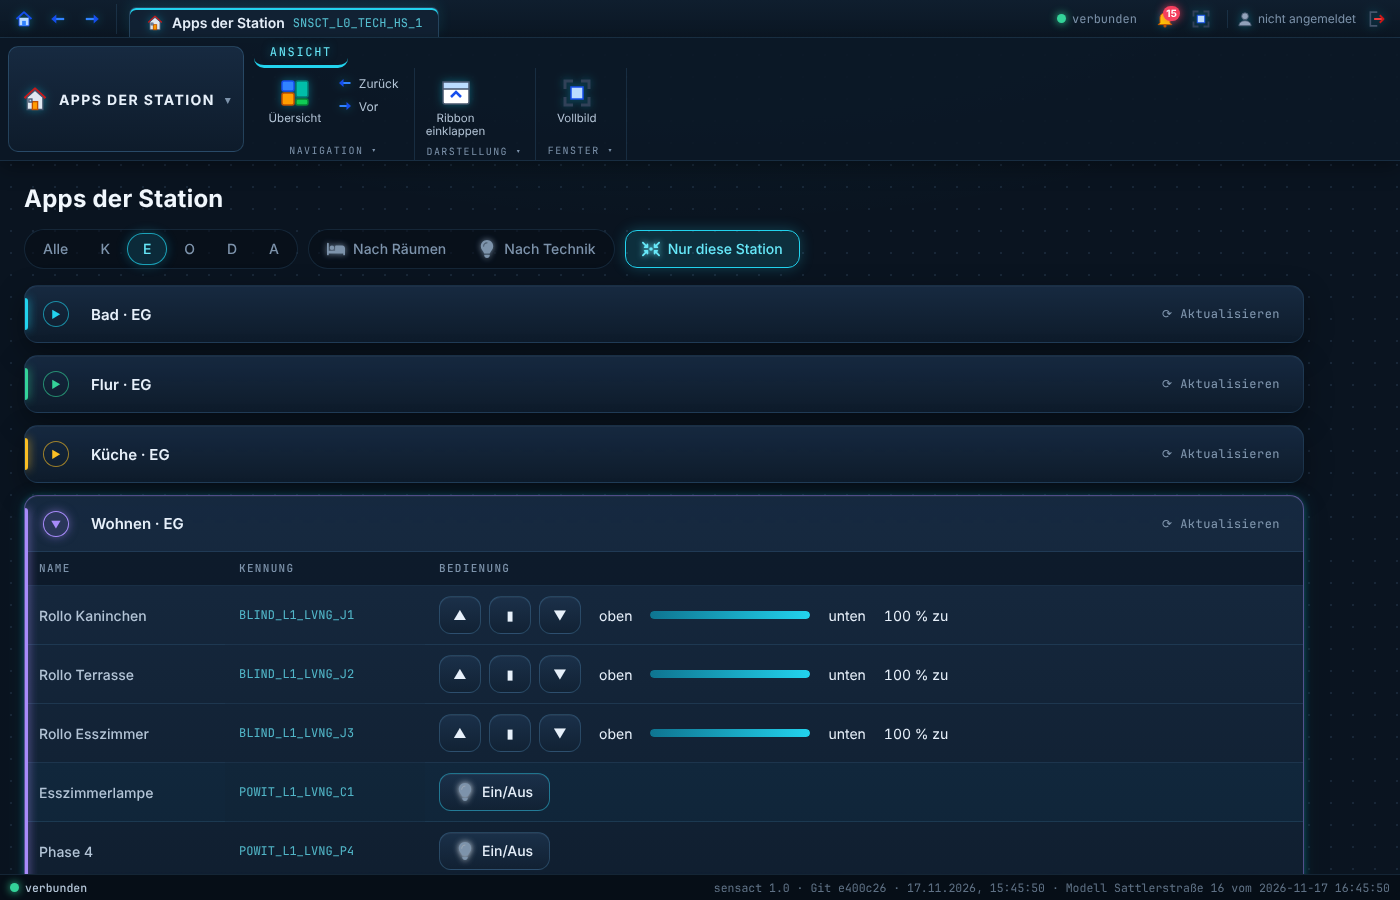 Apps der Station SNSCT_L0_TECH_HS_1
verbunden
15
nicht angemeldet
APPS DER STATION
ANSICHT
Übersicht
Zurück
Vor
NAVIGATION
Ribbon einklappen
DARSTELLUNG
Vollbild
FENSTER
Apps der Station
Alle K E O D A Nach Räumen Nach Technik Nur diese Station
Bad · EG Aktualisieren
Flur · EG Aktualisieren
Küche · EG Aktualisieren
Wohnen · EG Aktualisieren
NAME KENNUNG BEDIENUNG
Rollo Kaninchen BLIND_L1_LVNG_J1 oben unten 100 % zu
Rollo Terrasse BLIND_L1_LVNG_J2 oben unten 100 % zu
Rollo Esszimmer BLIND_L1_LVNG_J3 oben unten 100 % zu
Esszimmerlampe POWIT_L1_LVNG_C1 Ein/Aus
Phase 4 POWIT_L1_LVNG_P4 Ein/Aus
verbunden sensact 1.0 · Git e400c26 · 17.11.2026, 15:45:50 · Modell Sattlerstraße 16 vom 2026-11-17 16:45:50